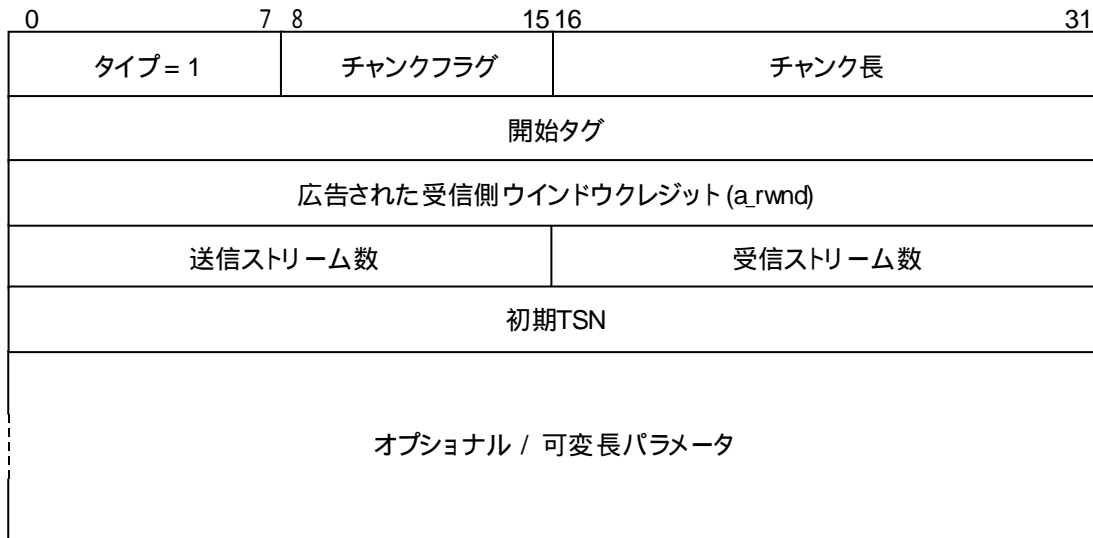 0 7 8 15 16 31
タイプ = 1 チャンクフラグ チャンク長
開始タグ
広告された受信側ウインドウクレジット (a_rwnd)
送信ストリーム数 受信ストリーム数
初期TSN
オプショナル / 可変長パラメータ